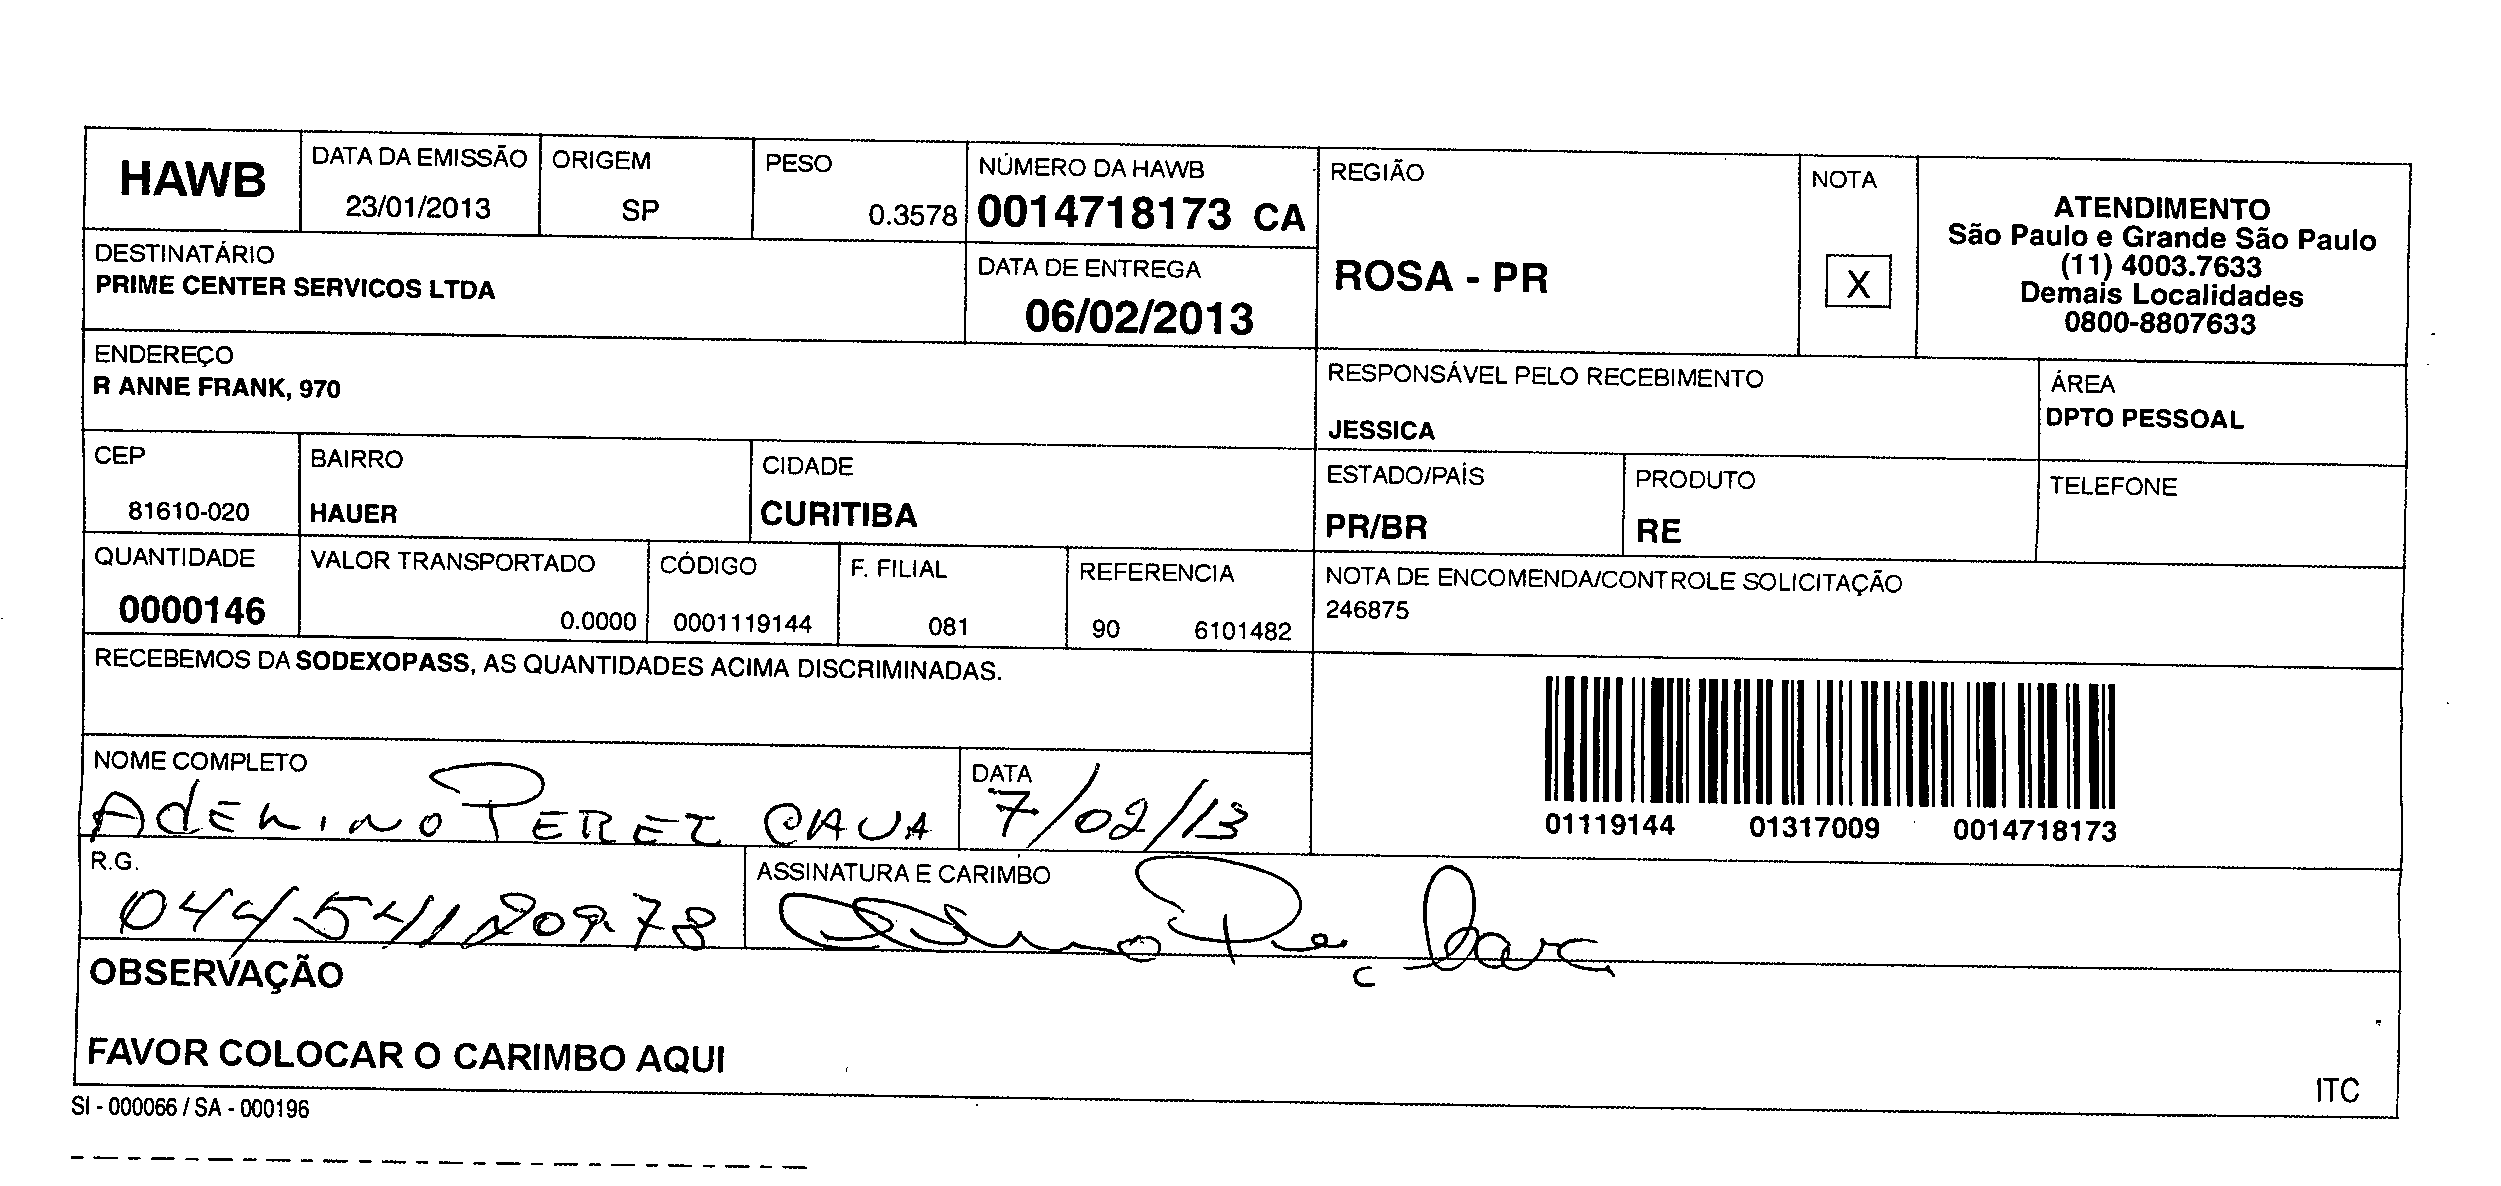 HAWB
DATA DA EMISSÃO
23/01/2013
ORIGEM
SP
PESO
0.3578
NÚMERO DA HAWB
0014718173 CA
REGIÃO
ROSA - PR
NOTA
X
ATENDIMENTO
São Paulo e Grande São Paulo
(11) 4003.7633
Demais Localidades
0800-8807633
DESTINATÁRIO
PRIME CENTER SERVICOS LTDA
DATA DE ENTREGA
06/02/2013
ENDEREÇO
R ANNE FRANK, 970
RESPONSÁVEL PELO RECEBIMENTO
JESSICA
ÁREA
DPTO PESSOAL
CEP
81610-020
BAIRRO
HAUER
CIDADE
CURITIBA
ESTADO/PAÍS
PR/BR
PRODUTO
RE
TELEFONE
QUANTIDADE
0000146
VALOR TRANSPORTADO
0.0000
CÓDIGO
0001119144
F. FILIAL
081
REFERENCIA
90 6101482
NOTA DE ENCOMENDA/CONTROLE SOLICITAÇÃO
246875
RECEBEMOS DA SODEXOPASS, AS QUANTIDADES ACIMA DISCRIMINADAS.
01119144 01317009 0014718173
NOME COMPLETO
DATA
7/02/13
R.G.
ASSINATURA E CARIMBO
OBSERVAÇÃO
FAVOR COLOCAR O CARIMBO AQUI
ITC
SI - 000066 / SA - 000196